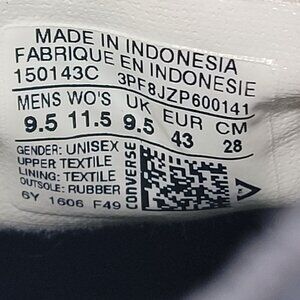 MADE IN INDONESIA
FABRIQUE EN INDONESIE
150143C 3PF8JZP600141
MENS WO'S UK EUR CM
9.5 11.5 9.5 43 28
GENDER: UNISEX
UPPER TEXTILE
LINING: TEXTILE
OUTSOLE: RUBBER
6Y 1606 F49
CONVERSE